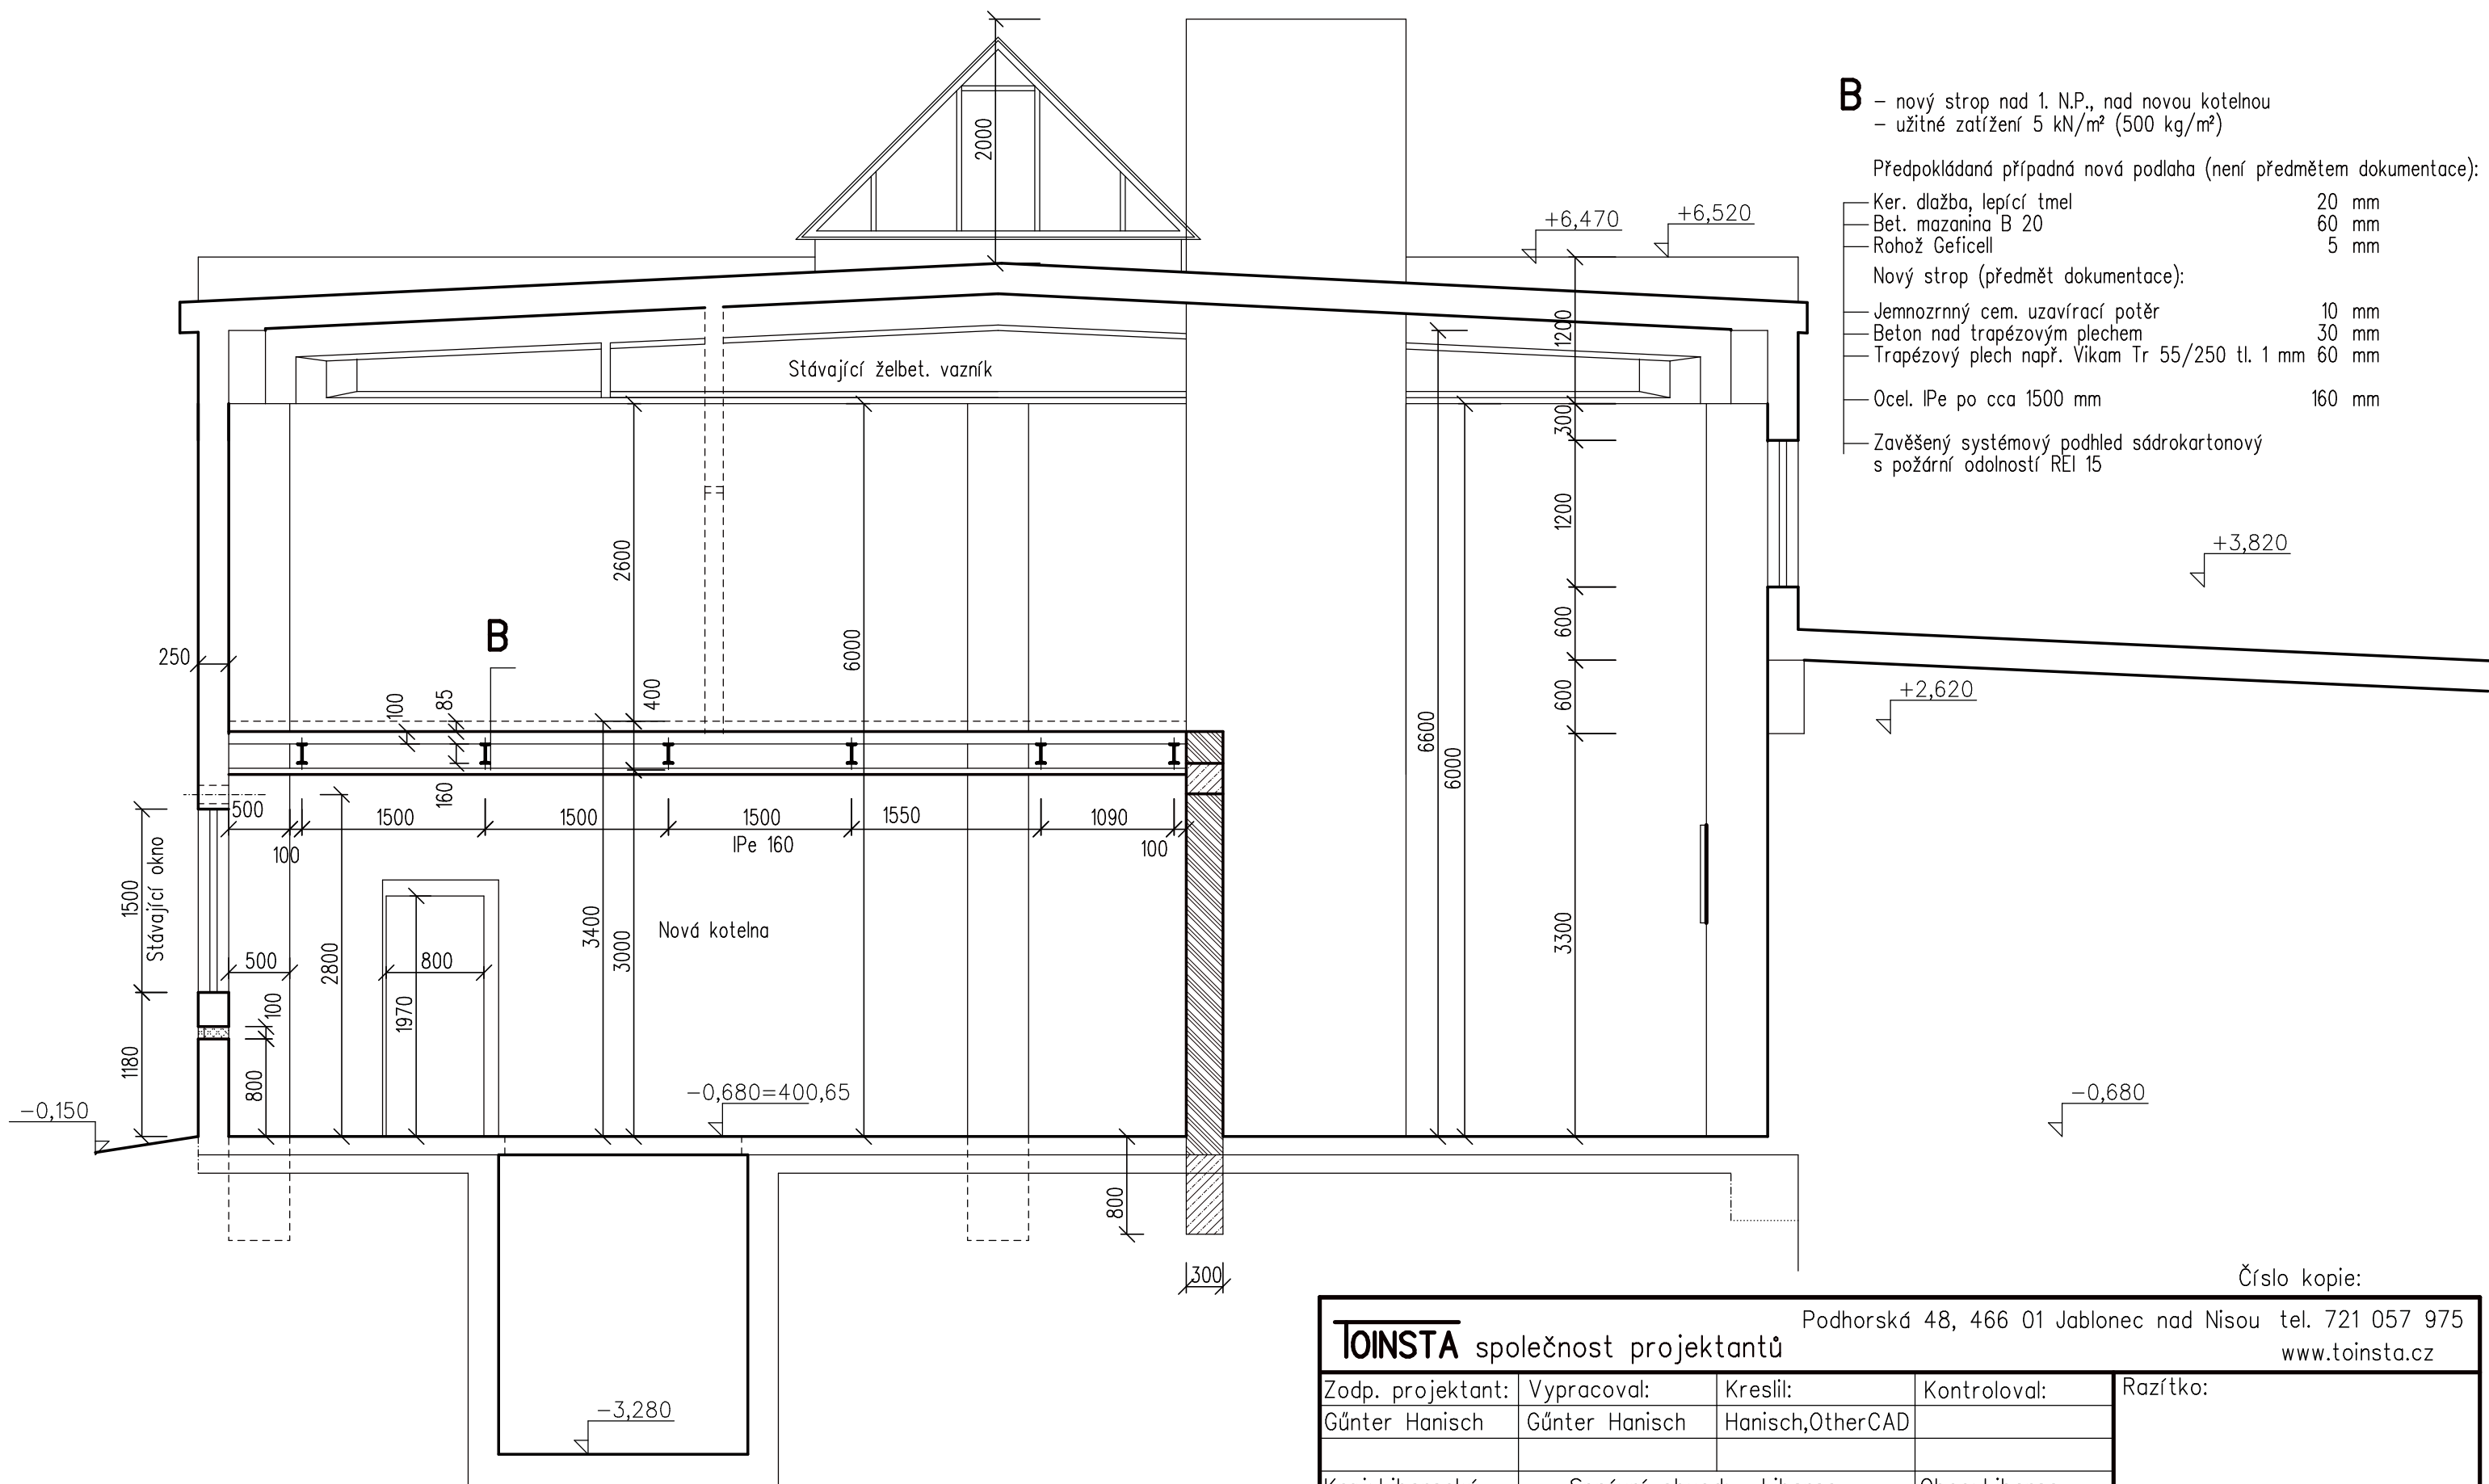 B
– nový strop nad 1. N.P., nad novou kotelnou
– užitné zatížení 5 kN/m² (500 kg/m²)
Předpokládaná případná nová podlaha (není předmětem dokumentace):
Ker. dlažba, lepící tmel 20 mm
Bet. mazanina B 20 60 mm
Rohož Geficell 5 mm
Nový strop (předmět dokumentace):
Jemnozrnný cem. uzavírací potěr 10 mm
Beton nad trapézovým plechem 30 mm
Trapézový plech např. Vikam Tr 55/250 tl. 1 mm 60 mm
Ocel. IPe po cca 1500 mm 160 mm
Zavěšený systémový podhled sádrokartonový
s požární odolností REI 15
2000
+6,470
+6,520
1200
Stávající želbet. vazník
300
1200
2600
+3,820
600
6000
B
250
600
+2,620
400
100
85
6600
6000
160
500
1500
1500
1500
1550
1090
IPe 160
100
100
1500
Stávající okno
3400
3000
Nová kotelna
3300
2800
500
800
1970
100
1180
800
–0,150
–0,680=400,65
–0,680
800
300
–3,280
Číslo kopie:
TOINSTA společnost projektantů
Podhorská 48, 466 01 Jablonec nad Nisou tel. 721 057 975
www.toinsta.cz
Zodp. projektant: Vypracoval: Kreslil: Kontroloval: Razítko:
Gűnter Hanisch Gűnter Hanisch Hanisch,OtherCAD